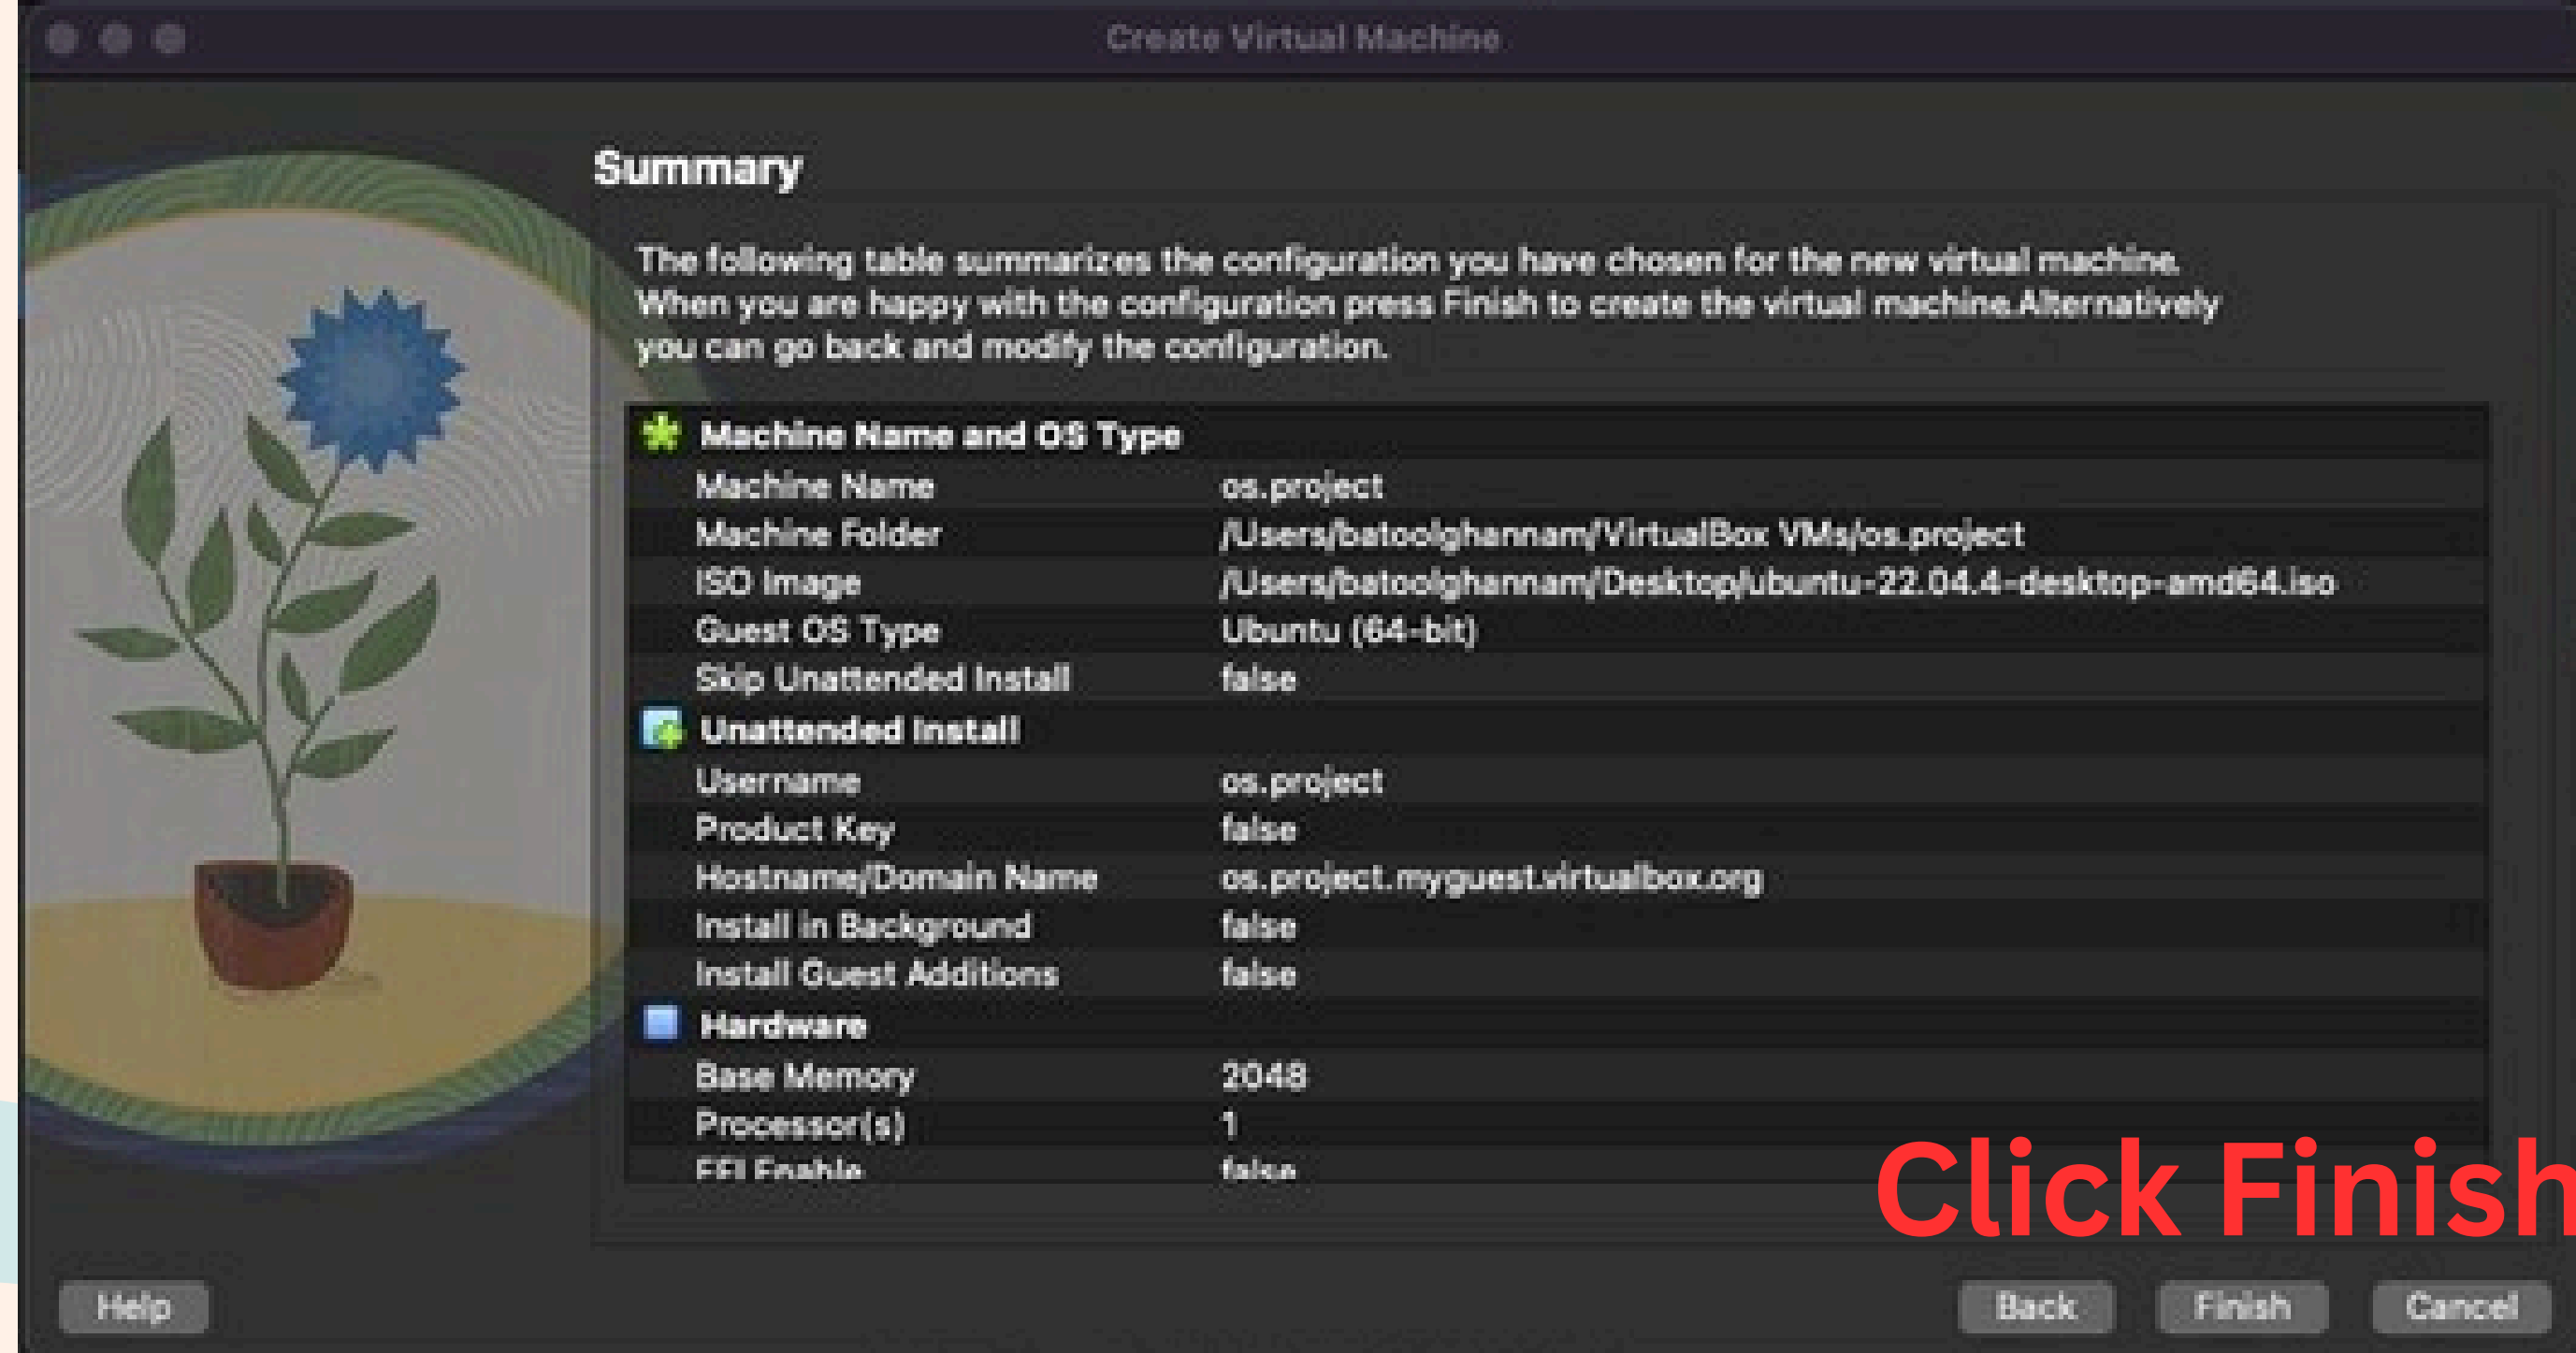 Create Virtual Machine
Summary
The following table summarizes the configuration you have chosen for the new virtual machine.
When you are happy with the configuration press Finish to create the virtual machine.Alternatively
you can go back and modify the configuration.
Machine Name and OS Type
Machine Name os.project
Machine Folder /Users/batoolghannam/VirtualBox VMs/os.project
ISO Image /Users/batoolghannam/Desktop/ubuntu-22.04.4-desktop-amd64.iso
Guest OS Type Ubuntu (64-bit)
Skip Unattended Install false
Unattended Install
Username os.project
Product Key false
Hostname/Domain Name os.project.myguest.virtualbox.org
Install in Background false
Install Guest Additions false
Hardware
Base Memory 2048
Processor(s) 1
EFI Enable false
Click Finish
Help Back Finish Cancel